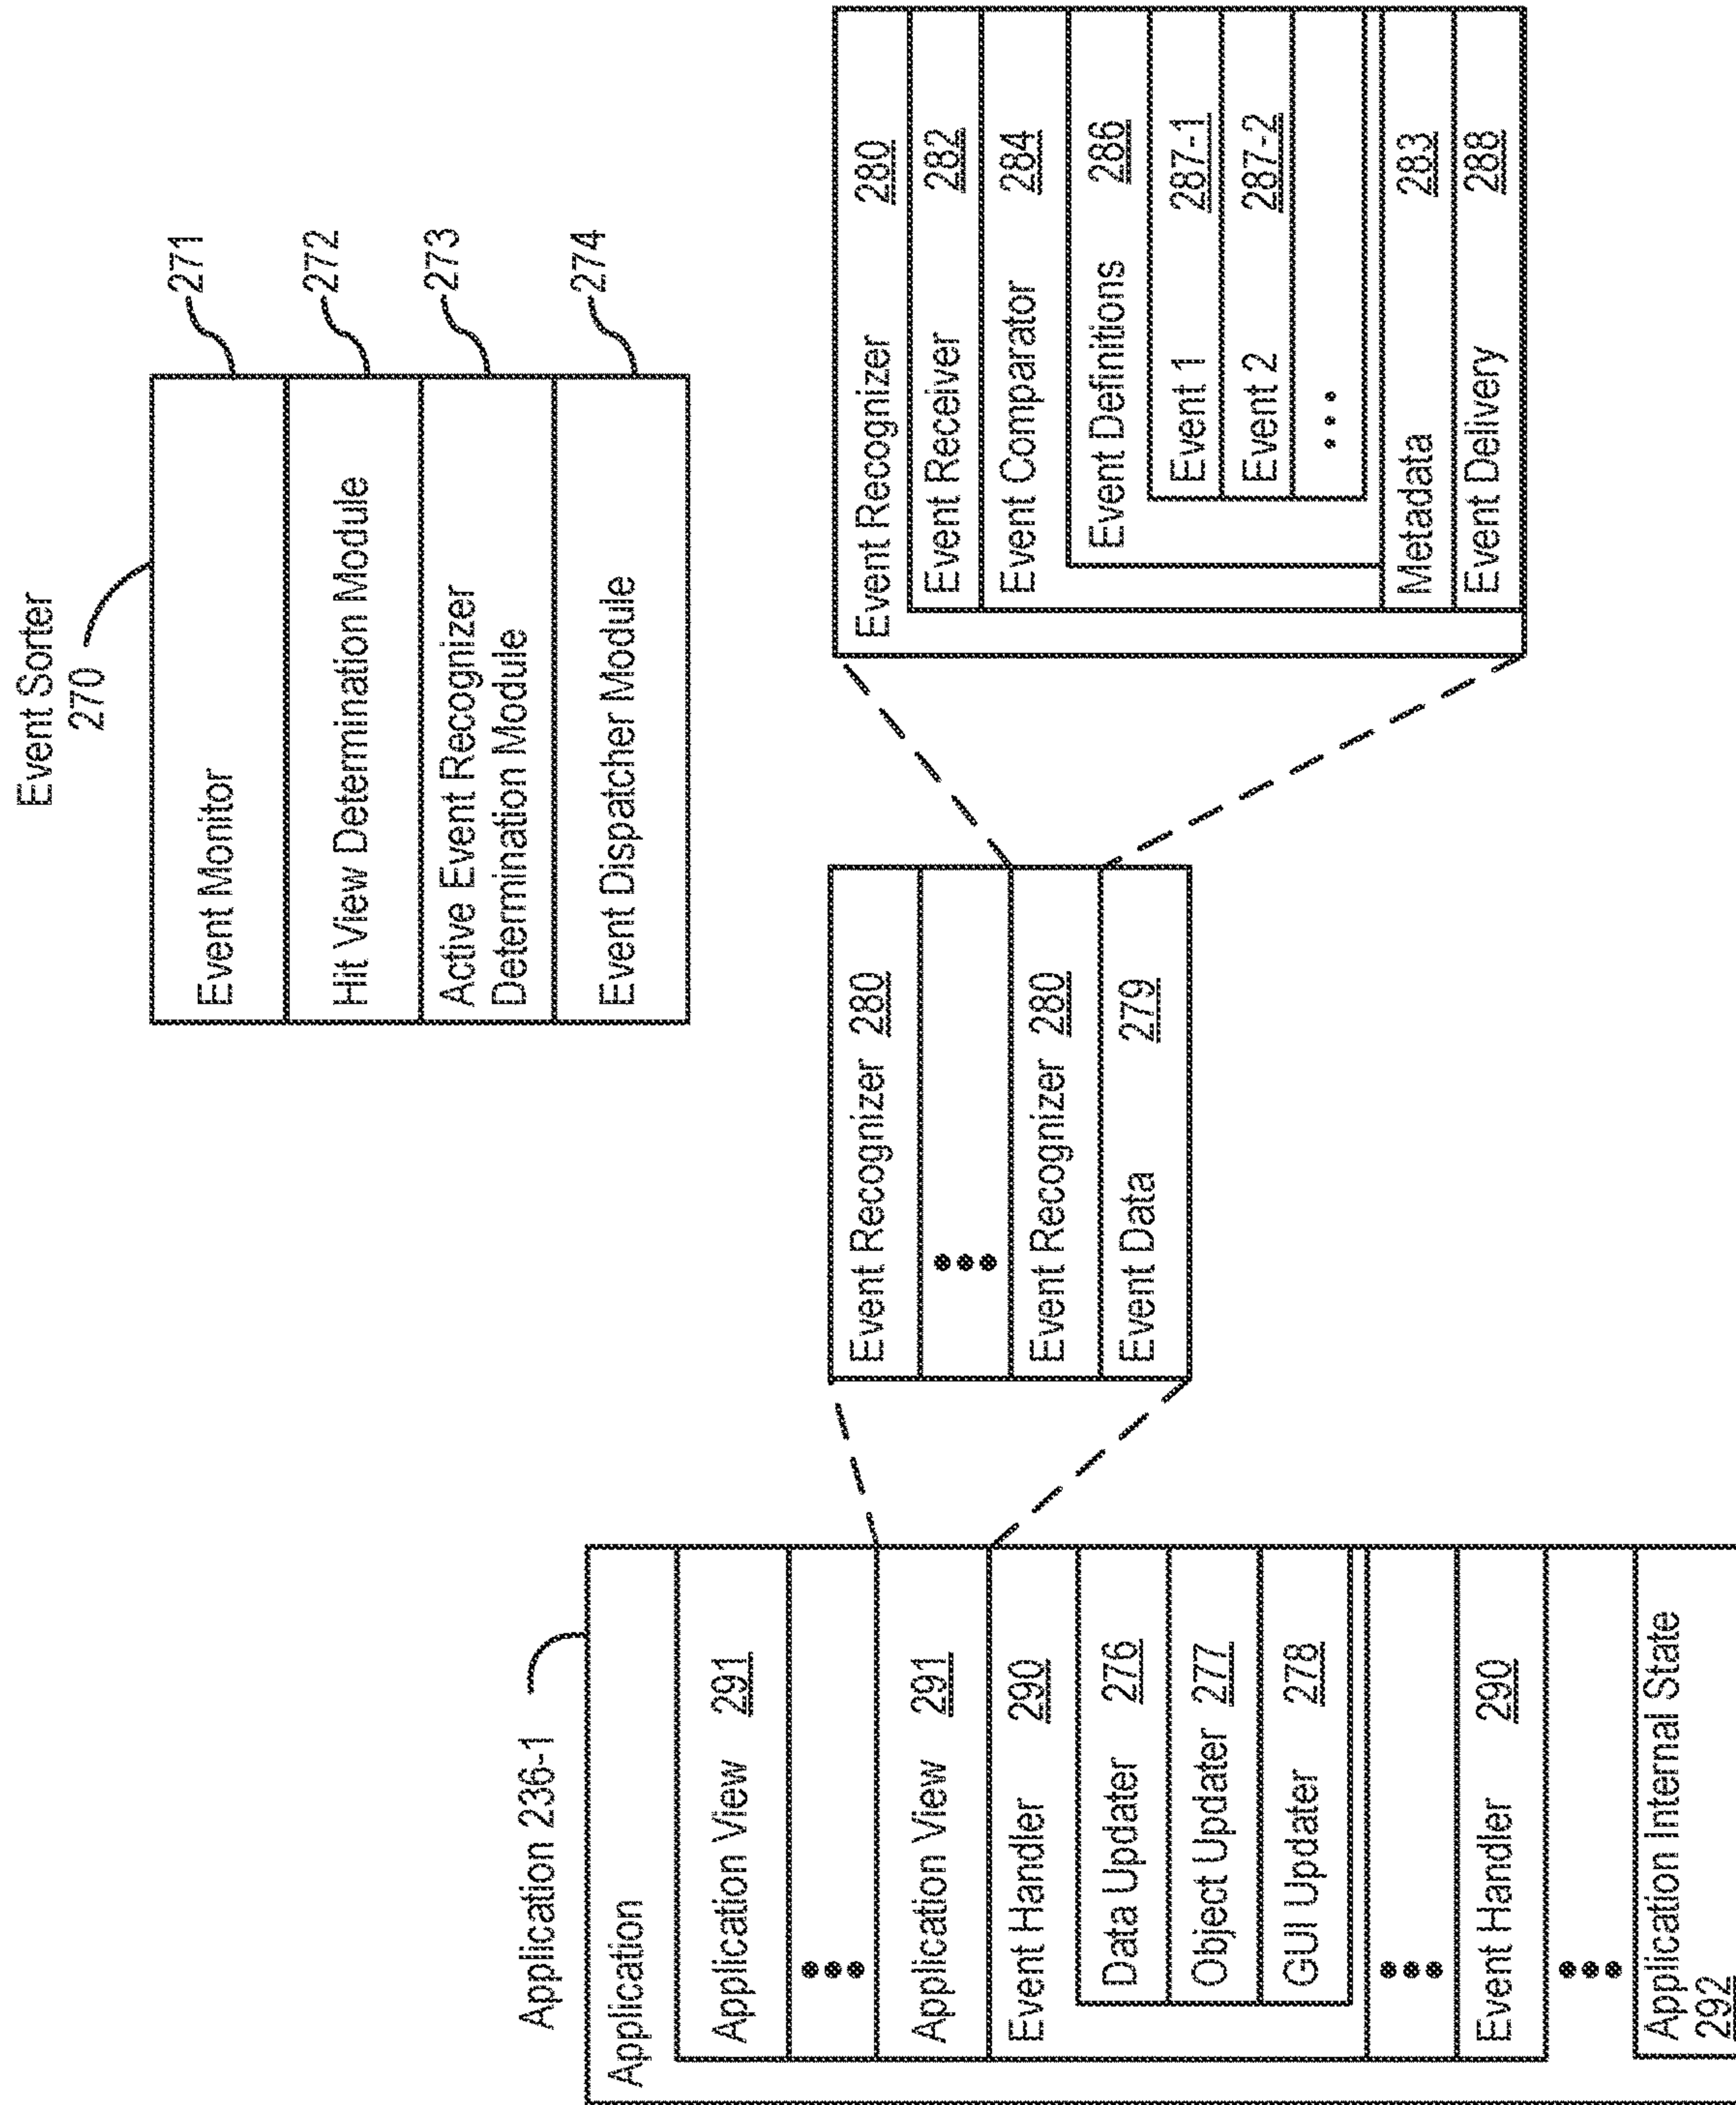 Event Sorter
270
Event Monitor
271
Hit View Determination Module
272
Active Event Recognizer
Determination Module
273
Event Dispatcher Module
274
Application 236-1
Application
Application View 291
Application View 291
Event Handler 290
Data Updater 276
Object Updater 277
GUI Updater 278
Event Handler 290
Application Internal State
292
Event Recognizer 280
Event Recognizer 280
Event Data 279
Event Recognizer 280
Event Receiver 282
Event Comparator 284
Event Definitions 286
Event 1 287-1
Event 2 287-2
Metadata 283
Event Delivery 288